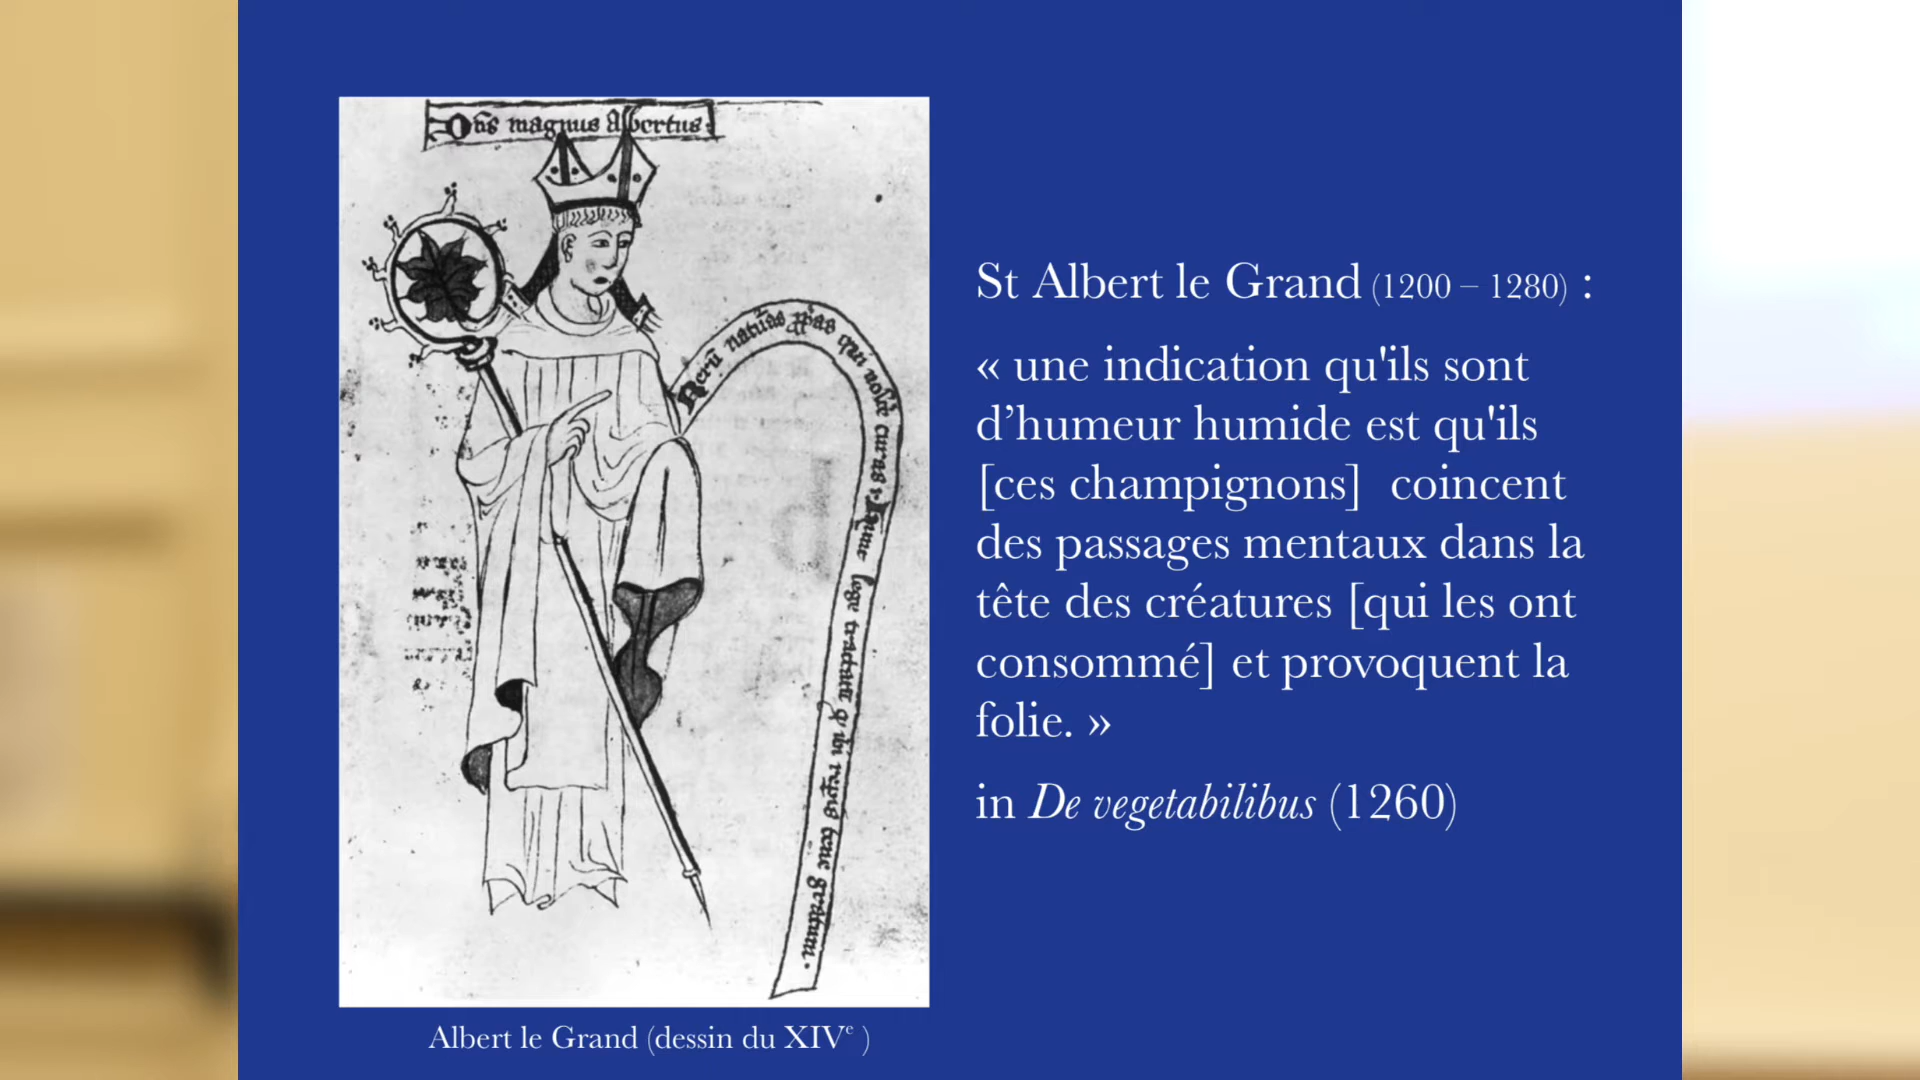 magnus Albertus
St Albert le Grand (1200 – 1280) :
« une indication qu'ils sont
d’humeur humide est qu'ils
[ces champignons] coincent
des passages mentaux dans la
tête des créatures [qui les ont
consommé] et provoquent la
folie. »
in De vegetabilibus (1260)
Albert le Grand (dessin du XIVe )